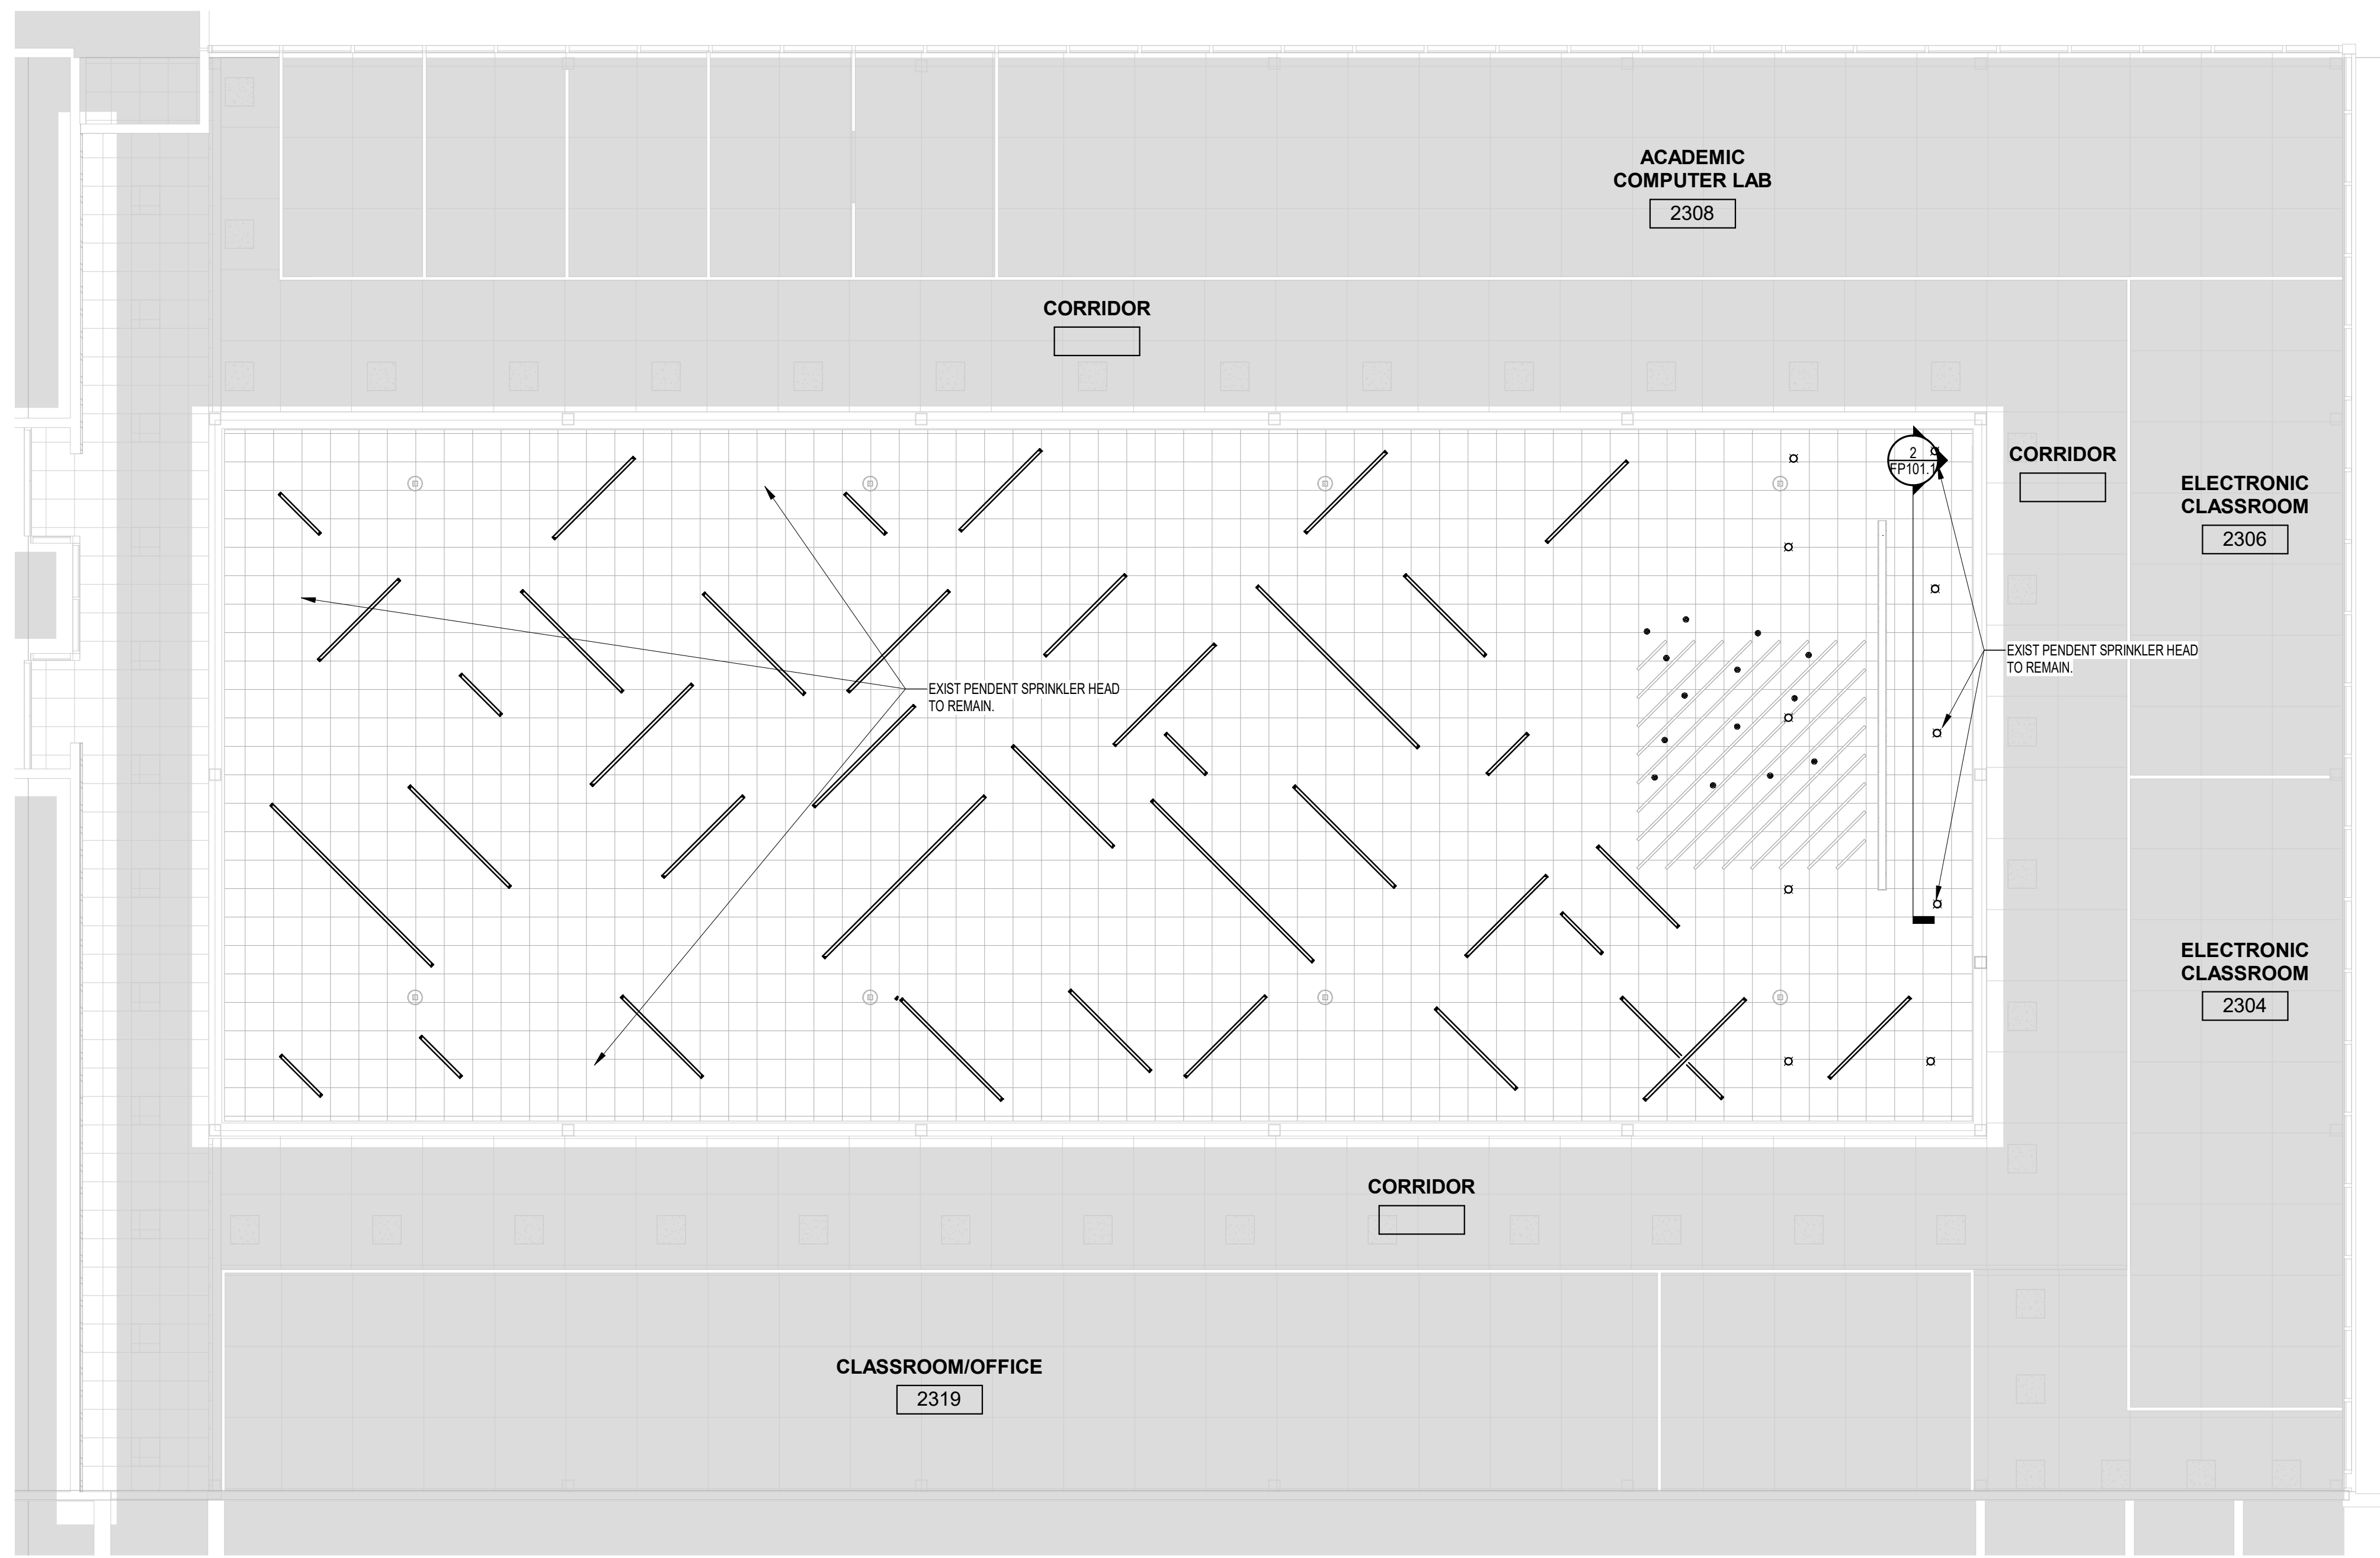 ACADEMIC
COMPUTER LAB
2308
CORRIDOR
2
FP101.1
CORRIDOR
ELECTRONIC
CLASSROOM
2306
EXIST PENDENT SPRINKLER HEAD
TO REMAIN.
EXIST PENDENT SPRINKLER HEAD
TO REMAIN.
ELECTRONIC
CLASSROOM
2304
CORRIDOR
CLASSROOM/OFFICE
2319